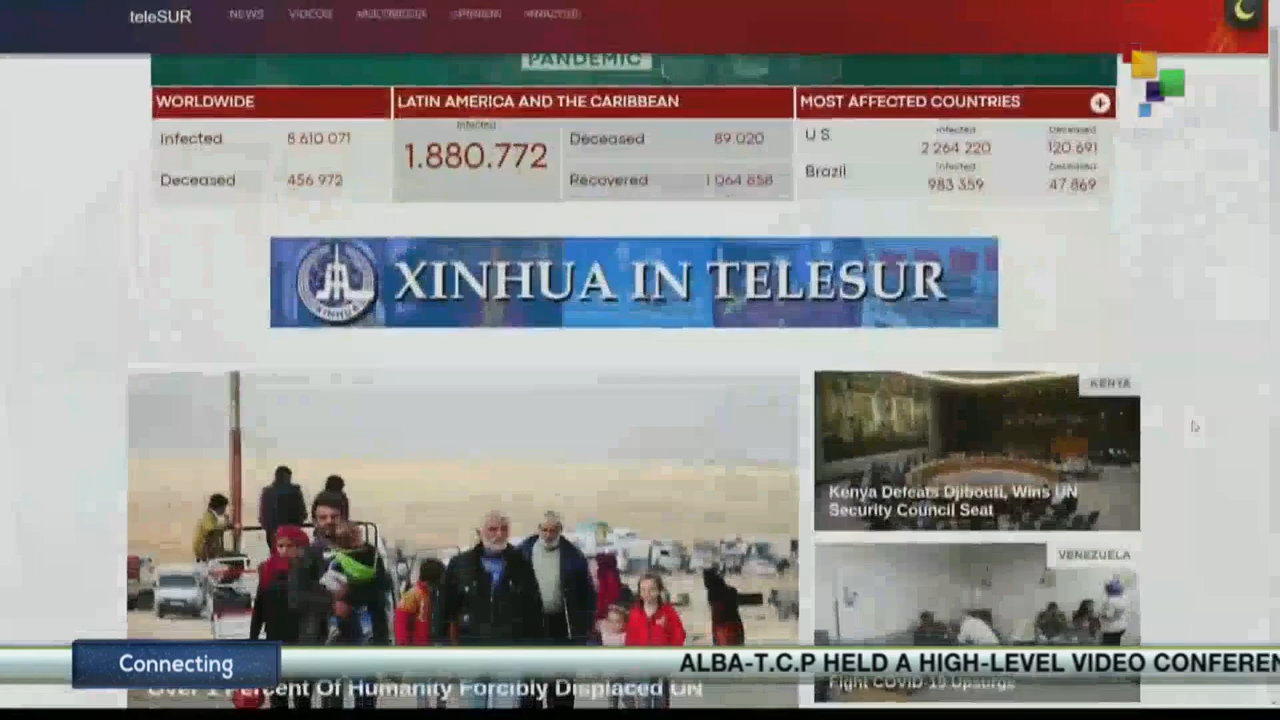 teleSUR NEWS VIDEOS MULTIMEDIA OPINION ANALYSIS
PANDEMIC
WORLDWIDE
Infected 8 610 071
Deceased 456 972
LATIN AMERICA AND THE CARIBBEAN
Infected
1.880.772
Deceased 89.020
Recovered 1 064 858
MOST AFFECTED COUNTRIES
Infected Deceased
U S 2 264 220 120 691
Infected Deceased
Brazil 983 359 47 869
XINHUA
XINHUA IN TELESUR
KENYA
Kenya Defeats Djibouti, Wins UN
Security Council Seat
VENEZUELA
Fight COVID-19 Upsurge
Over 1 Percent Of Humanity Forcibly Displaced UN
Connecting
ALBA-T.C.P HELD A HIGH-LEVEL VIDEO CONFEREN